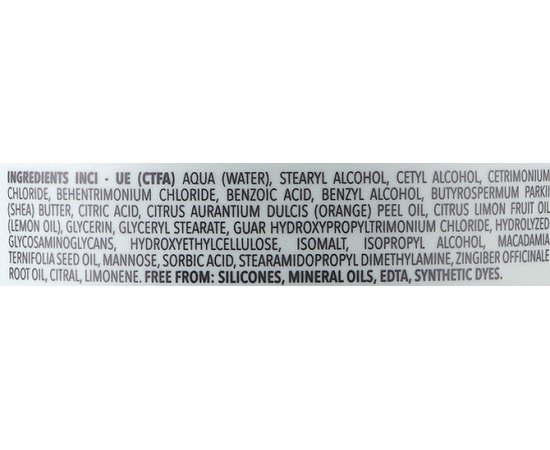 INGREDIENTS INCI - UE (CTFA) AQUA (WATER), STEARYL ALCOHOL, CETYL ALCOHOL, CETRIMONIUM
CHLORIDE, BEHENTRIMONIUM CHLORIDE, BENZOIC ACID, BENZYL ALCOHOL, BUTYROSPERMUM PARKII
(SHEA) BUTTER, CITRIC ACID, CITRUS AURANTIUM DULCIS (ORANGE) PEEL OIL, CITRUS LIMON FRUIT OIL
(LEMON OIL), GLYCERIN, GLYCERYL STEARATE, GUAR HYDROXYPROPYLTRIMONIUM CHLORIDE, HYDROLYZED
GLYCOSAMINOGLYCANS, HYDROXYETHYLCELLULOSE, ISOMALT, ISOPROPYL ALCOHOL, MACADAMIA
TERNIFOLIA SEED OIL, MANNOSE, SORBIC ACID, STEARAMIDOPROPYL DIMETHYLAMINE, ZINGIBER OFFICINALE
ROOT OIL, CITRAL, LIMONENE. FREE FROM: SILICONES, MINERAL OILS, EDTA, SYNTHETIC DYES.